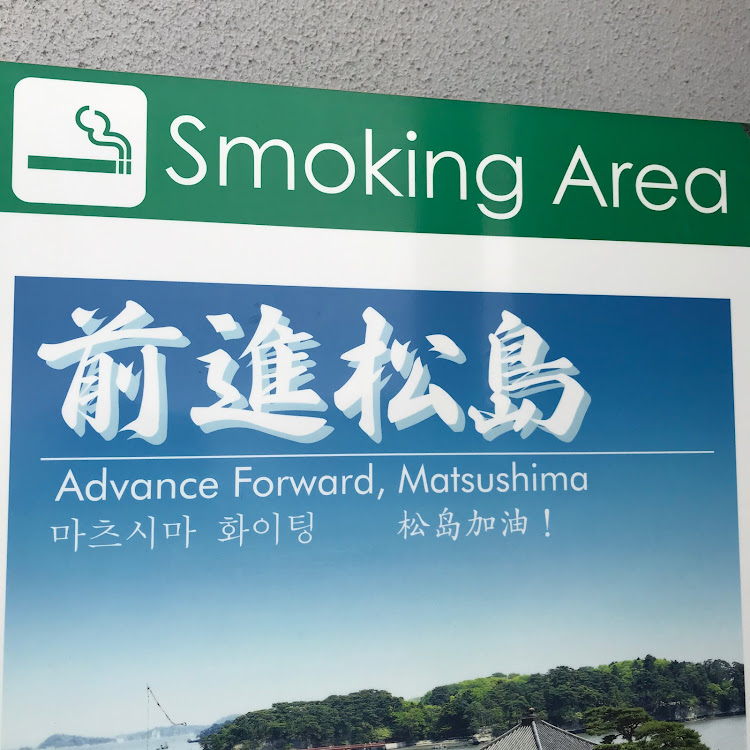 Smoking Area
前進松島
Advance Forward, Matsushima
마츠시마 화이팅 松岛加油！